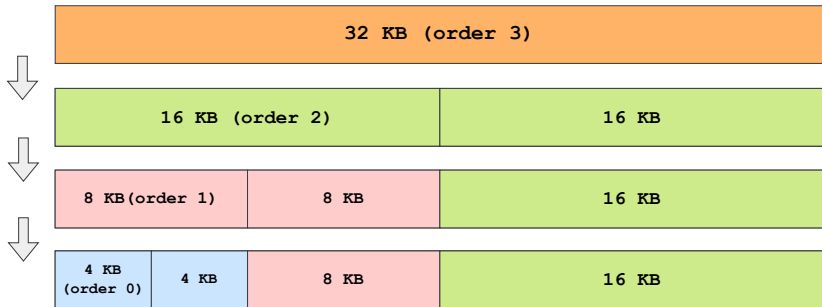 32 KB (order 3)
16 KB (order 2) 16 KB
8 KB(order 1) 8 KB 16 KB
4 KB
(order 0) 4 KB 8 KB 16 KB